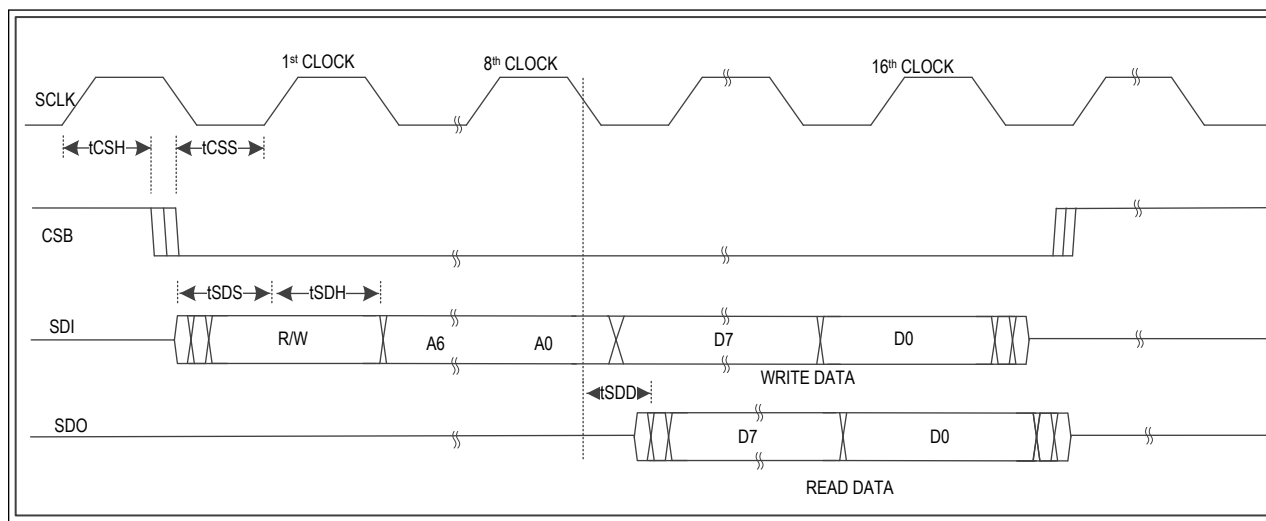 1st CLOCK
8th CLOCK
16th CLOCK
SCLK
tCSH
tCSS
CSB
tSDS
tSDH
SDI
R/W
A6
A0
D7
D0
WRITE DATA
tSDD
SDO
D7
D0
READ DATA